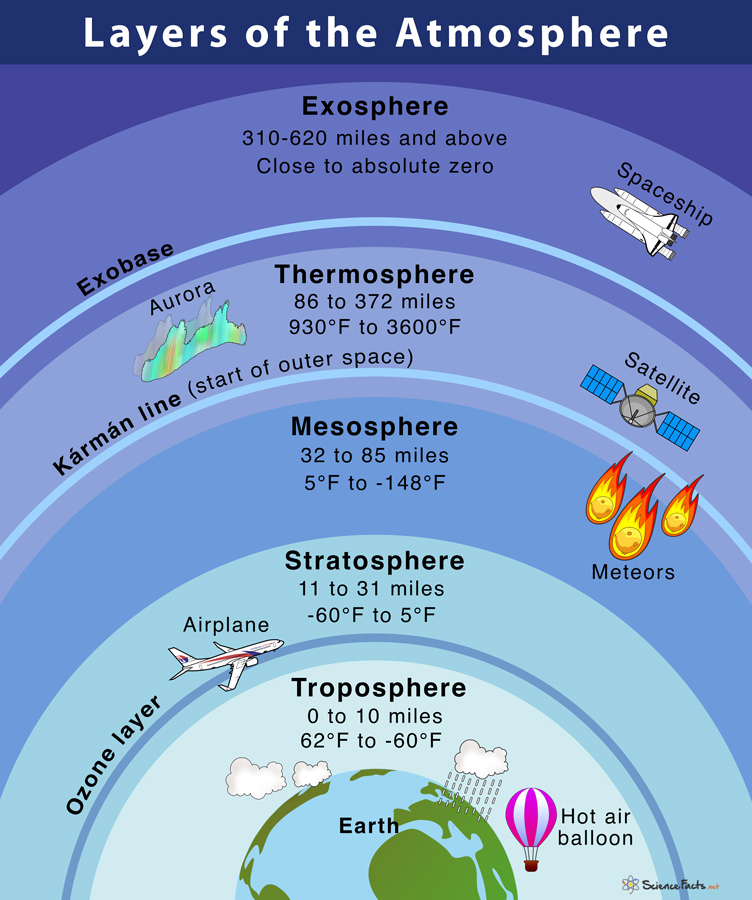 Layers of the Atmosphere
Exosphere
310-620 miles and above
Close to absolute zero
Spaceship
Exobase
Thermosphere
86 to 372 miles
930°F to 3600°F
Aurora
Kármán line (start of outer space)
Satellite
Mesosphere
32 to 85 miles
5°F to -148°F
Meteors
Stratosphere
11 to 31 miles
-60°F to 5°F
Airplane
Ozone layer
Troposphere
0 to 10 miles
62°F to -60°F
Earth
Hot air
balloon
ScienceFacts.net